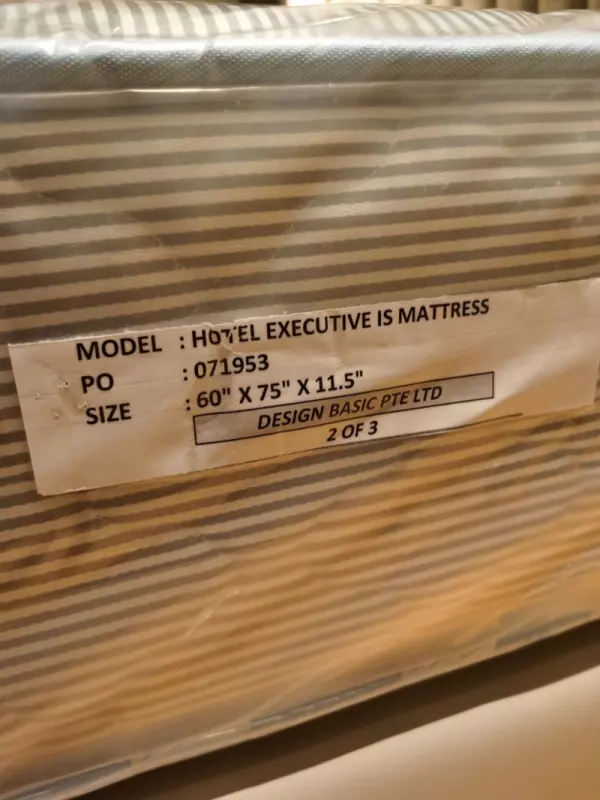 MODEL : HOTEL EXECUTIVE IS MATTRESS
PO : 071953
SIZE : 60" X 75" X 11.5"
DESIGN BASIC PTE LTD
2 OF 3